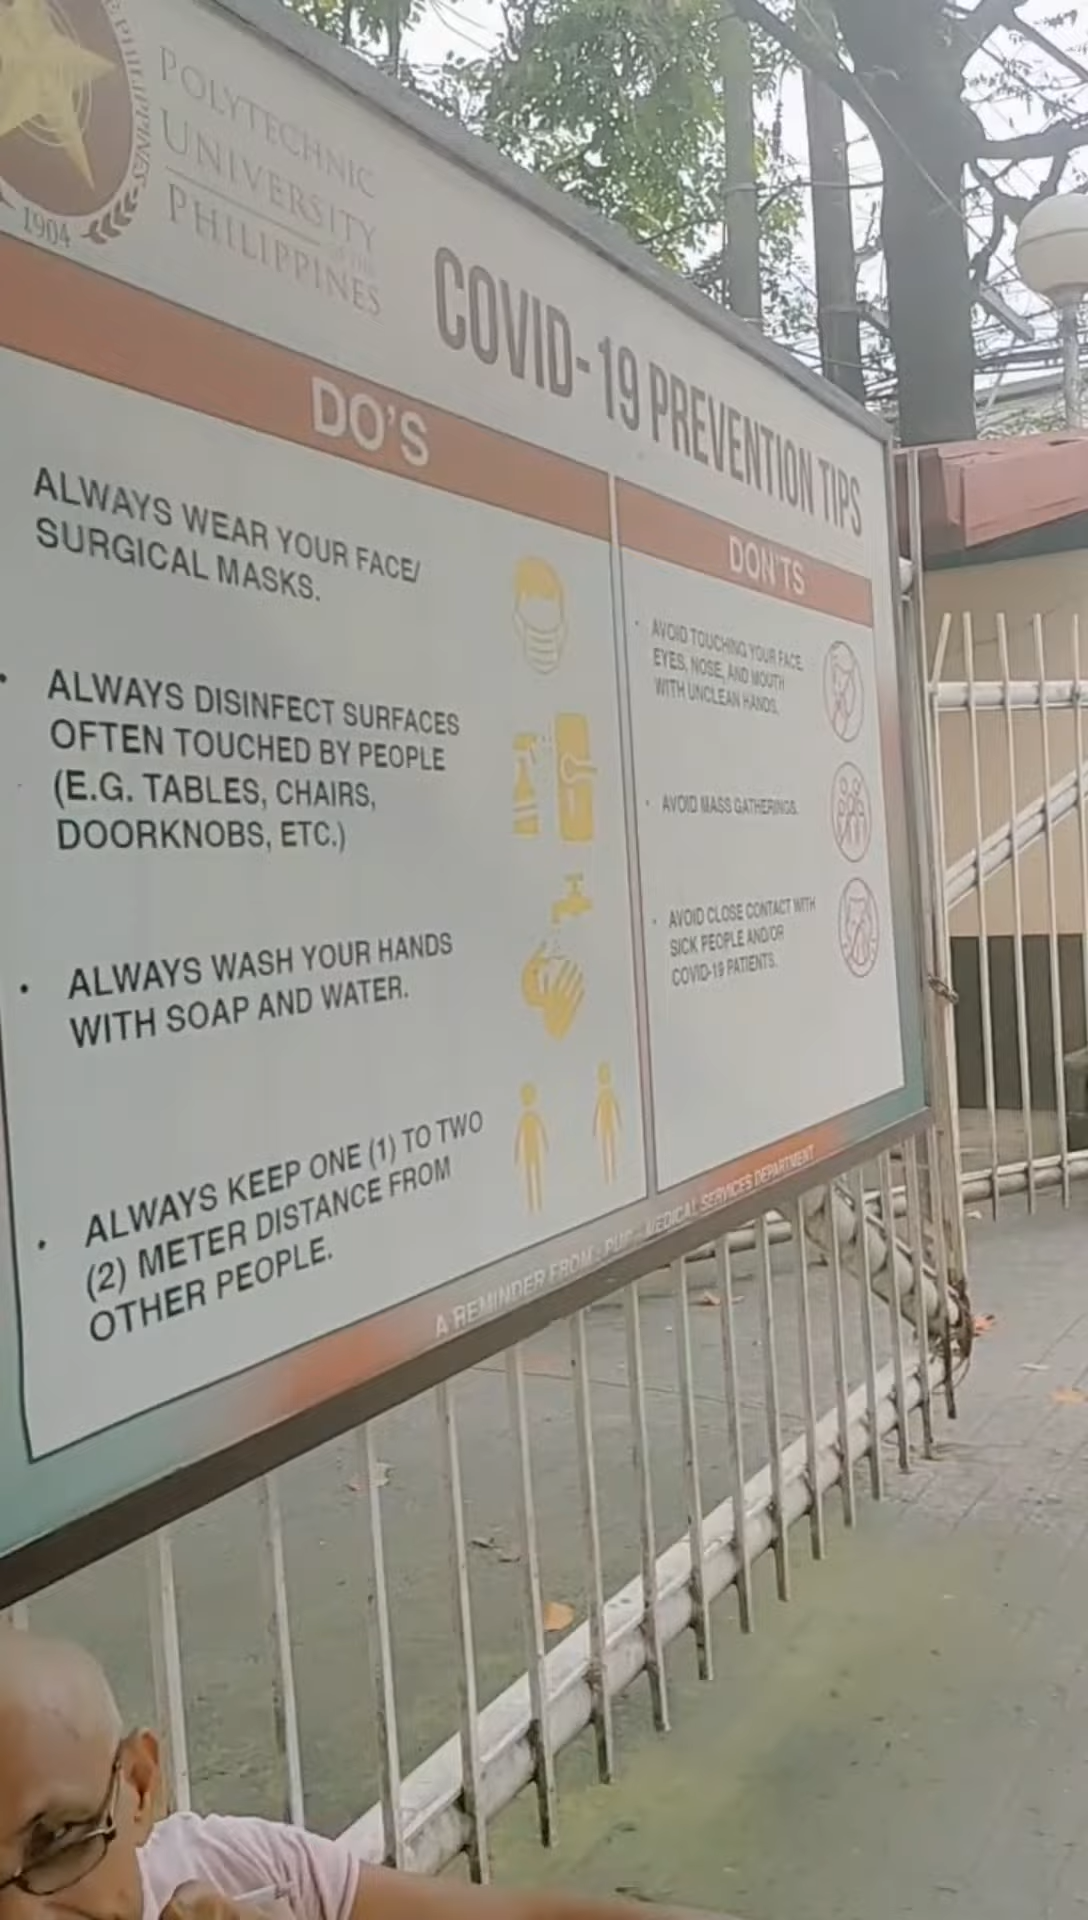 PHILIPPINES
1904
POLYTECHNIC
UNIVERSITY
OF THE
PHILIPPINES
COVID-19 PREVENTION TIPS
DO'S
ALWAYS WEAR YOUR FACE/
SURGICAL MASKS.
• ALWAYS DISINFECT SURFACES
OFTEN TOUCHED BY PEOPLE
(E.G. TABLES, CHAIRS,
DOORKNOBS, ETC.)
• ALWAYS WASH YOUR HANDS
WITH SOAP AND WATER.
• ALWAYS KEEP ONE (1) TO TWO
(2) METER DISTANCE FROM
OTHER PEOPLE.
DON'TS
• AVOID TOUCHING YOUR FACE,
EYES, NOSE, AND MOUTH
WITH UNCLEAN HANDS.
• AVOID MASS GATHERINGS.
• AVOID CLOSE CONTACT WITH
SICK PEOPLE AND/OR
COVID-19 PATIENTS.
A REMINDER FROM: PUP - MEDICAL SERVICES DEPARTMENT